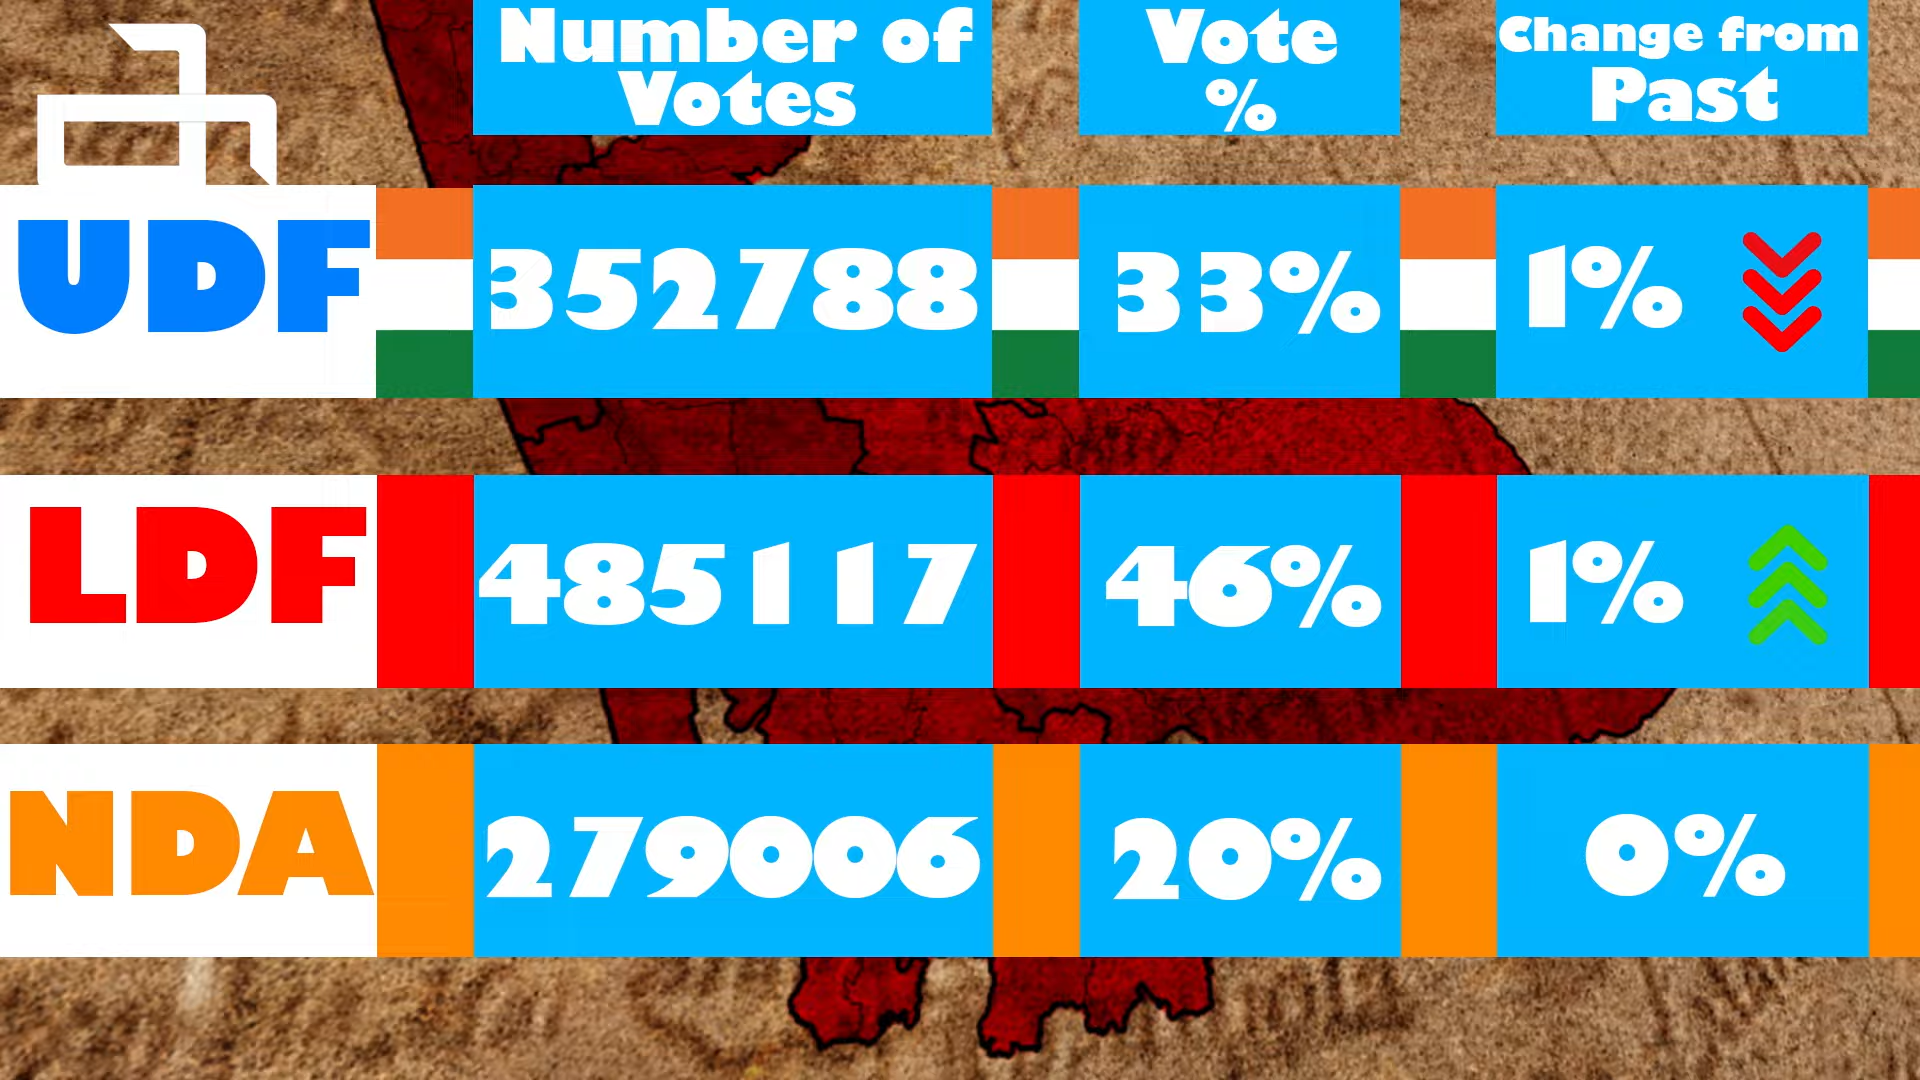 Number of
Votes
Vote
%
Change from
Past
UDF
352788
33%
1%
LDF
485117
46%
1%
NDA
279006
20%
0%